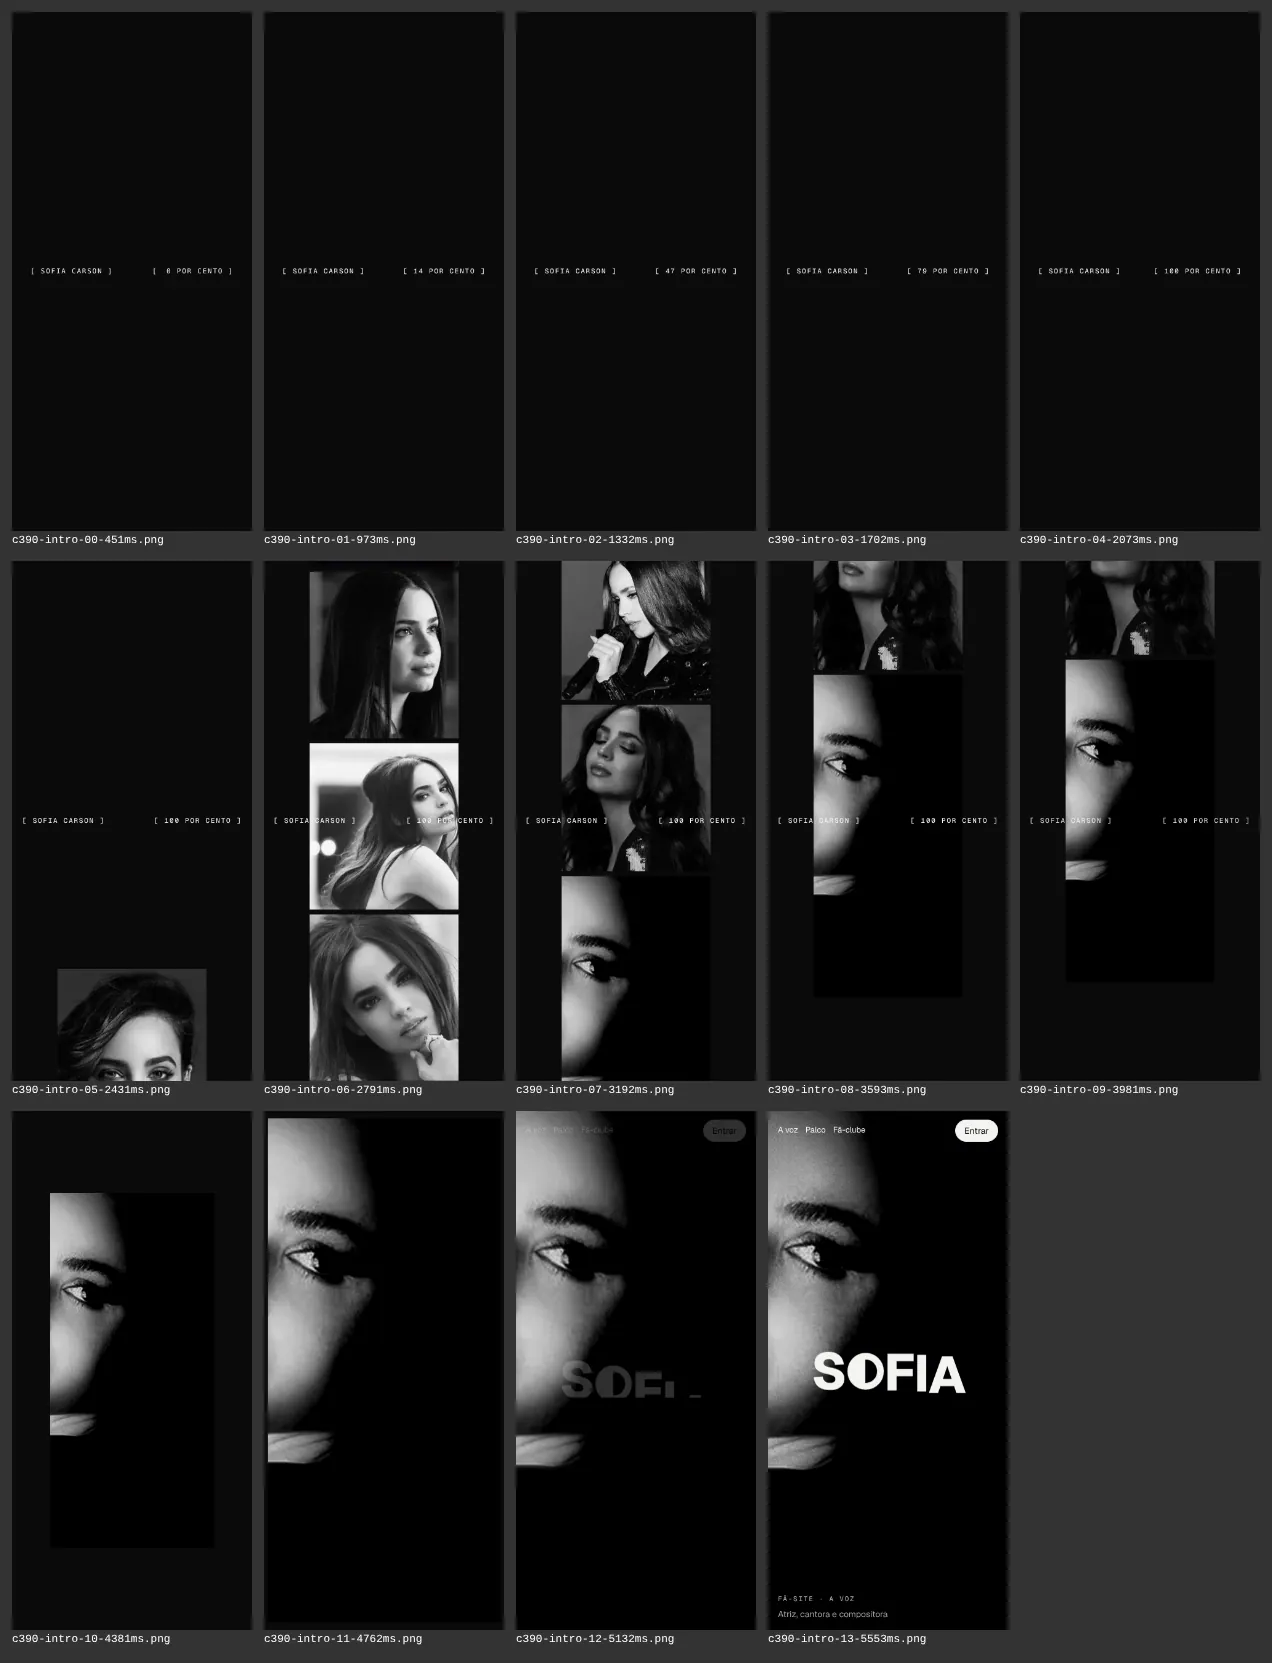 [ SOFIA CARSON ] [ 0 POR CENTO ]
[ SOFIA CARSON ] [ 14 POR CENTO ]
[ SOFIA CARSON ] [ 47 POR CENTO ]
[ SOFIA CARSON ] [ 79 POR CENTO ]
[ SOFIA CARSON ] [ 100 POR CENTO ]
c390-intro-00-451ms.png
c390-intro-01-973ms.png
c390-intro-02-1332ms.png
c390-intro-03-1702ms.png
c390-intro-04-2073ms.png
[ SOFIA CARSON ] [ 100 POR CENTO ]
[ SOFIA CARSON ] [ 100 POR CENTO ]
[ SOFIA CARSON ] [ 100 POR CENTO ]
[ SOFIA CARSON ] [ 100 POR CENTO ]
[ SOFIA CARSON ] [ 100 POR CENTO ]
c390-intro-05-2431ms.png
c390-intro-06-2791ms.png
c390-intro-07-3192ms.png
c390-intro-08-3593ms.png
c390-intro-09-3981ms.png
A voz Palco Fã-clube Entrar
SOFI
A voz Palco Fã-clube Entrar
SOFIA
FÃ-SITE · A VOZ
Atriz, cantora e compositora
c390-intro-10-4381ms.png
c390-intro-11-4762ms.png
c390-intro-12-5132ms.png
c390-intro-13-5553ms.png